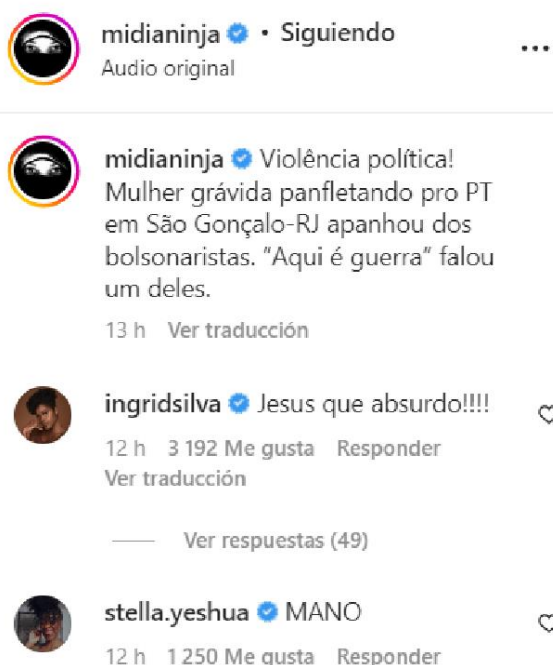 midianinja • Siguiendo
Audio original
midianinja Violência política!
Mulher grávida panfletando pro PT
em São Gonçalo-RJ apanhou dos
bolsonaristas. "Aqui é guerra" falou
um deles.
13 h Ver traducción
ingridsilva Jesus que absurdo!!!!
12 h 3 192 Me gusta Responder
Ver traducción
Ver respuestas (49)
stella.yeshua MANO
12 h 1 250 Me gusta Responder